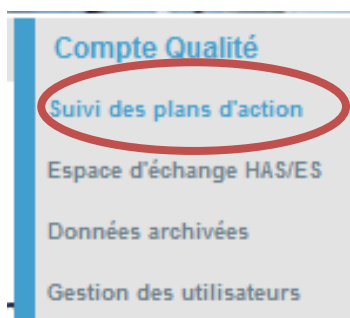 Compte Qualité
Suivi des plans d'action
Espace d'échange HAS/ES
Données archivées
Gestion des utilisateurs